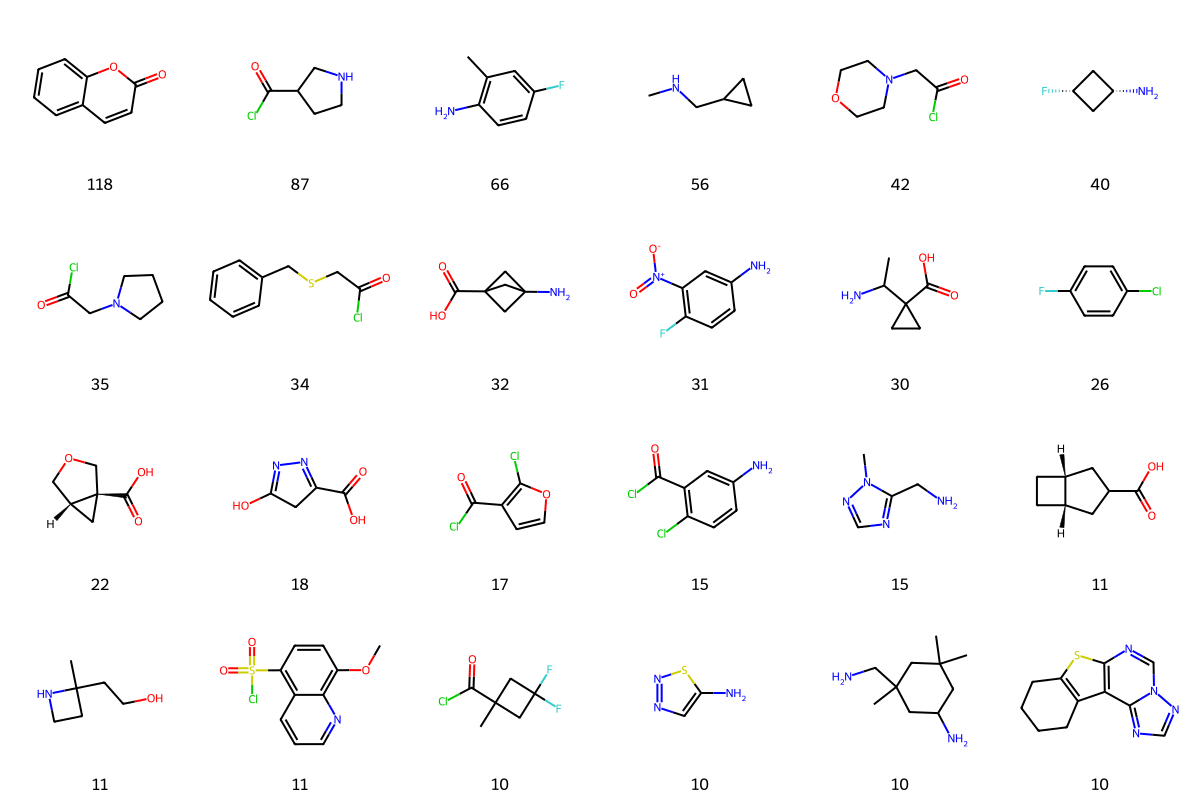 O O
118
O Cl NH
87
H₂N F
66
H N
56
O N O Cl
42
F NH₂
40
Cl O N
35
S O Cl
34
O HO NH₂
32
O⁻ N⁺ O F NH₂
31
H₂N OH O
30
F Cl
26
O H OH O
22
N N HO O OH
18
Cl O O Cl
17
O Cl Cl NH₂
15
N N N NH₂
15
H H OH O
11
HN OH
11
O O S Cl O N
11
O Cl F F
10
S N N NH₂
10
H₂N NH₂
10
S N N N N
10